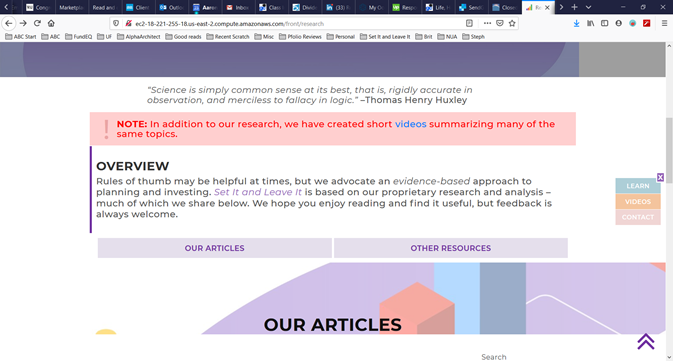 Cong
Marketpla
Read and
Client
Outlo
Aaron
Inbox
Class
Dividin
(33) F
My Or
Respo
Life, H
Sendi
Closed
Re
ec2-18-221-255-18.us-east-2.compute.amazonaws.com/front/research
ABC Start ABC FundEQ UF AlphaArchitect Good reads Recent Scratch Misc Pfolio Reviews Personal Set It and Leave It Brit NUA Steph
“Science is simply common sense at its best, that is, rigidly accurate in
observation, and merciless to fallacy in logic.” –Thomas Henry Huxley
! NOTE: In addition to our research, we have created short videos summarizing many of the
same topics.
OVERVIEW
Rules of thumb may be helpful at times, but we advocate an evidence-based approach to
planning and investing. Set It and Leave It is based on our proprietary research and analysis –
much of which we share below. We hope you enjoy reading and find it useful, but feedback is
always welcome.
X
LEARN
VIDEOS
CONTACT
OUR ARTICLES OTHER RESOURCES
OUR ARTICLES
Search